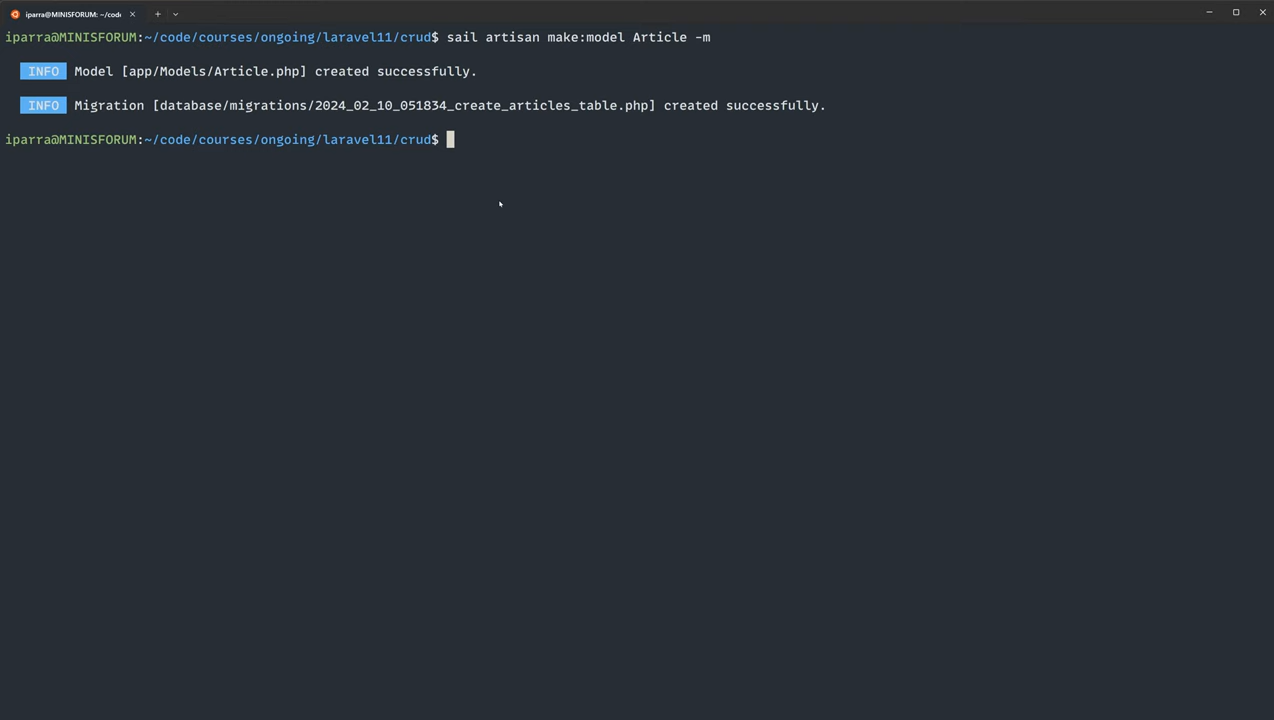 iparra@MINISFORUM: ~/code
iparra@MINISFORUM:~/code/courses/ongoing/laravel11/crud$ sail artisan make:model Article -m
INFO Model [app/Models/Article.php] created successfully.
INFO Migration [database/migrations/2024_02_10_051834_create_articles_table.php] created successfully.
iparra@MINISFORUM:~/code/courses/ongoing/laravel11/crud$